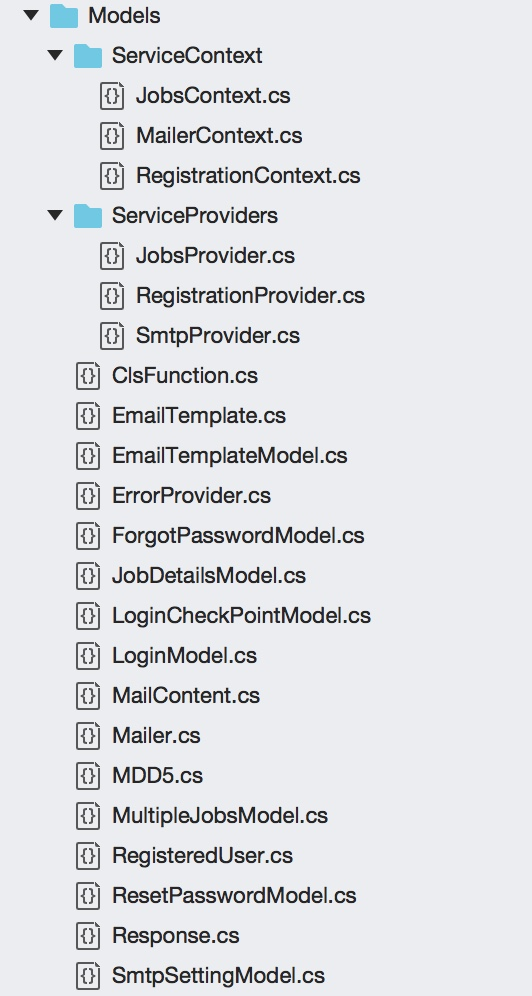 Models
ServiceContext
JobsContext.cs
MailerContext.cs
RegistrationContext.cs
ServiceProviders
JobsProvider.cs
RegistrationProvider.cs
SmtpProvider.cs
ClsFunction.cs
EmailTemplate.cs
EmailTemplateModel.cs
ErrorProvider.cs
ForgotPasswordModel.cs
JobDetailsModel.cs
LoginCheckPointModel.cs
LoginModel.cs
MailContent.cs
Mailer.cs
MDD5.cs
MultipleJobsModel.cs
RegisteredUser.cs
ResetPasswordModel.cs
Response.cs
SmtpSettingModel.cs